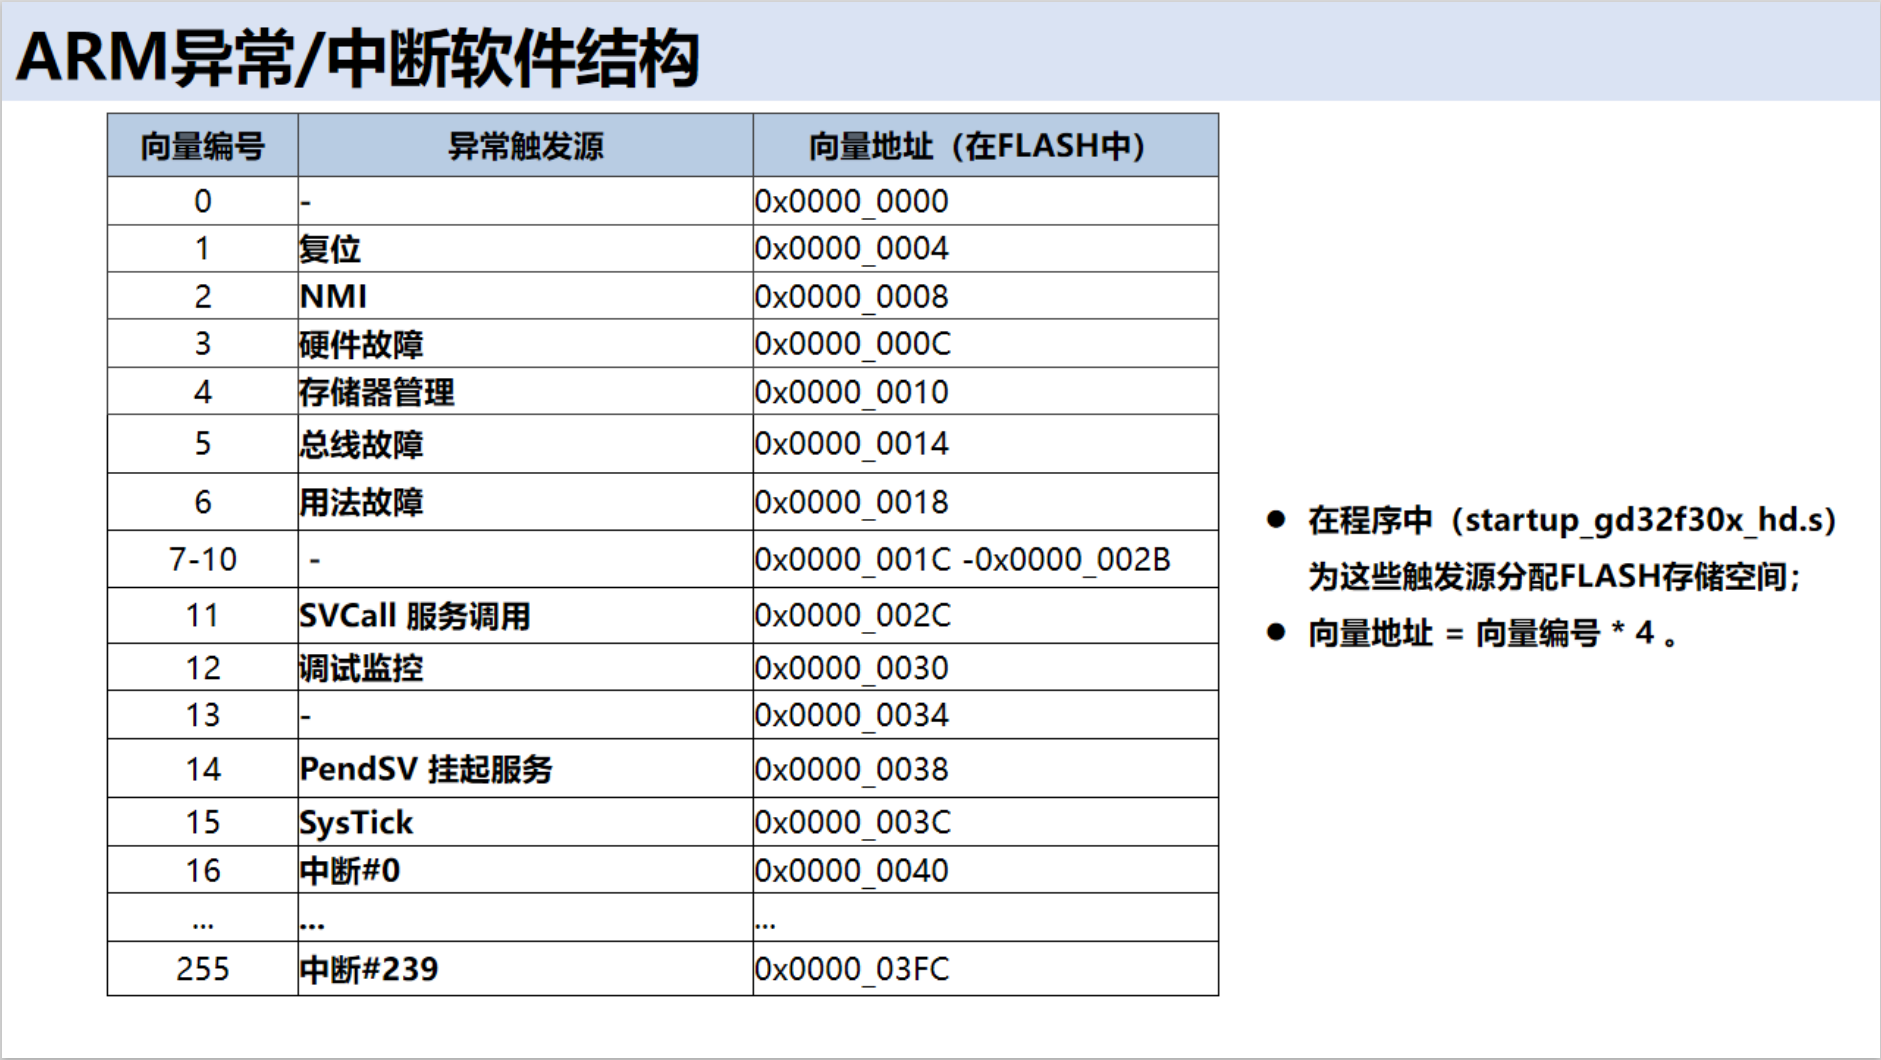 ARM异常/中断软件结构
向量编号 异常触发源 向量地址（在FLASH中）
0 - 0x0000_0000
1 复位 0x0000_0004
2 NMI 0x0000_0008
3 硬件故障 0x0000_000C
4 存储器管理 0x0000_0010
5 总线故障 0x0000_0014
6 用法故障 0x0000_0018
7-10 - 0x0000_001C -0x0000_002B
11 SVCall 服务调用 0x0000_002C
12 调试监控 0x0000_0030
13 - 0x0000_0034
14 PendSV 挂起服务 0x0000_0038
15 SysTick 0x0000_003C
16 中断#0 0x0000_0040
... ... ...
255 中断#239 0x0000_03FC
● 在程序中（startup_gd32f30x_hd.s）
为这些触发源分配FLASH存储空间；
● 向量地址 = 向量编号 * 4 。